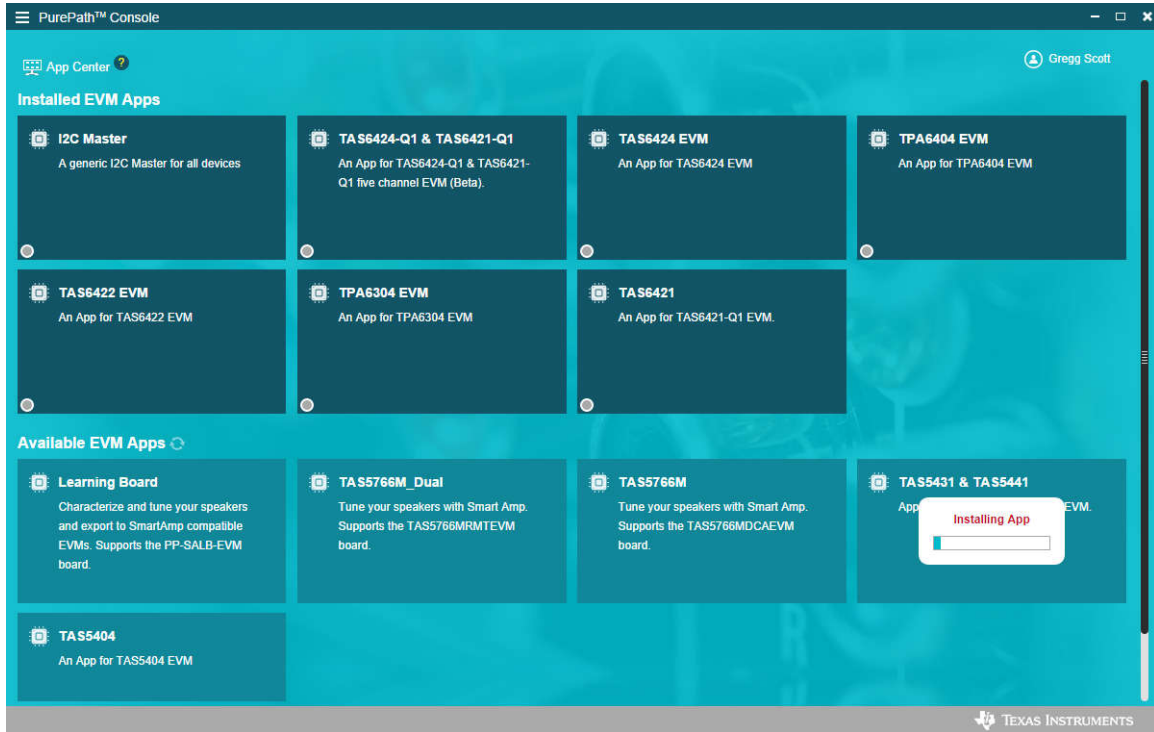 PurePath™ Console
App Center ?
Gregg Scott
Installed EVM Apps
I2C Master
A generic I2C Master for all devices
TAS6424-Q1 & TAS6421-Q1
An App for TAS6424-Q1 & TAS6421-
Q1 five channel EVM (Beta).
TAS6424 EVM
An App for TAS6424 EVM
TPA6404 EVM
An App for TPA6404 EVM
TAS6422 EVM
An App for TAS6422 EVM
TPA6304 EVM
An App for TPA6304 EVM
TAS6421
An App for TAS6421-Q1 EVM.
Available EVM Apps
Learning Board
Characterize and tune your speakers
and export to SmartAmp compatible
EVMs. Supports the PP-SALB-EVM
board.
TAS5766M_Dual
Tune your speakers with Smart Amp.
Supports the TAS5766MRMTEVM
board.
TAS5766M
Tune your speakers with Smart Amp.
Supports the TAS5766MDCAEVM
board.
TAS5431 & TAS5441
App EVM.
Installing App
TAS5404
An App for TAS5404 EVM
TEXAS INSTRUMENTS